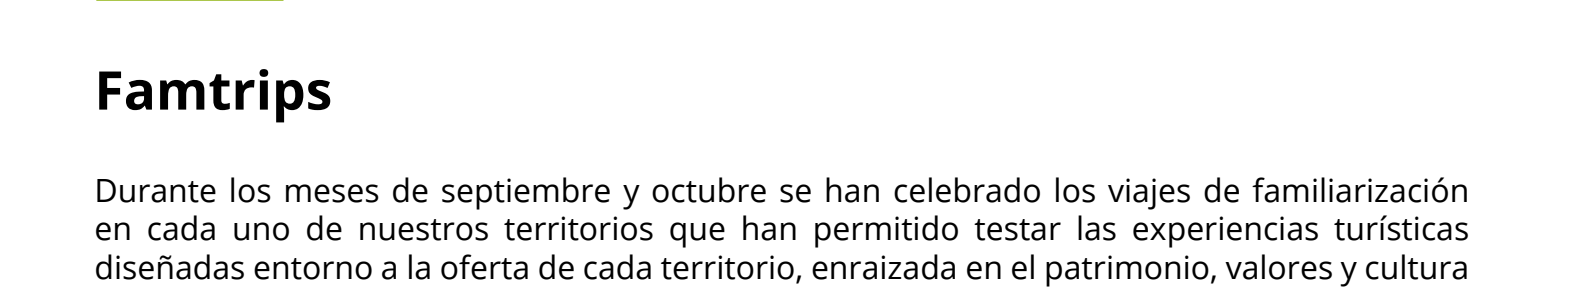 Famtrips
Durante los meses de septiembre y octubre se han celebrado los viajes de familiarización
en cada uno de nuestros territorios que han permitido testar las experiencias turísticas
diseñadas entorno a la oferta de cada territorio, enraizada en el patrimonio, valores y cultura